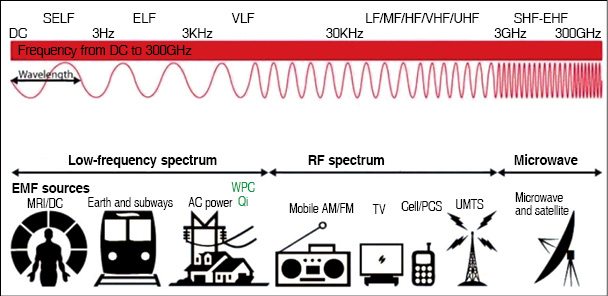 SELF ELF VLF LF/MF/HF/VHF/UHF SHF-EHF
DC 3Hz 3KHz 30KHz 3GHz 300GHz
Frequency from DC to 300GHz
Wavelength
Low-frequency spectrum RF spectrum Microwave
EMF sources
MRI/DC Earth and subways AC power WPC
Qi
Mobile AM/FM TV Cell/PCS UMTS Microwave
and satellite